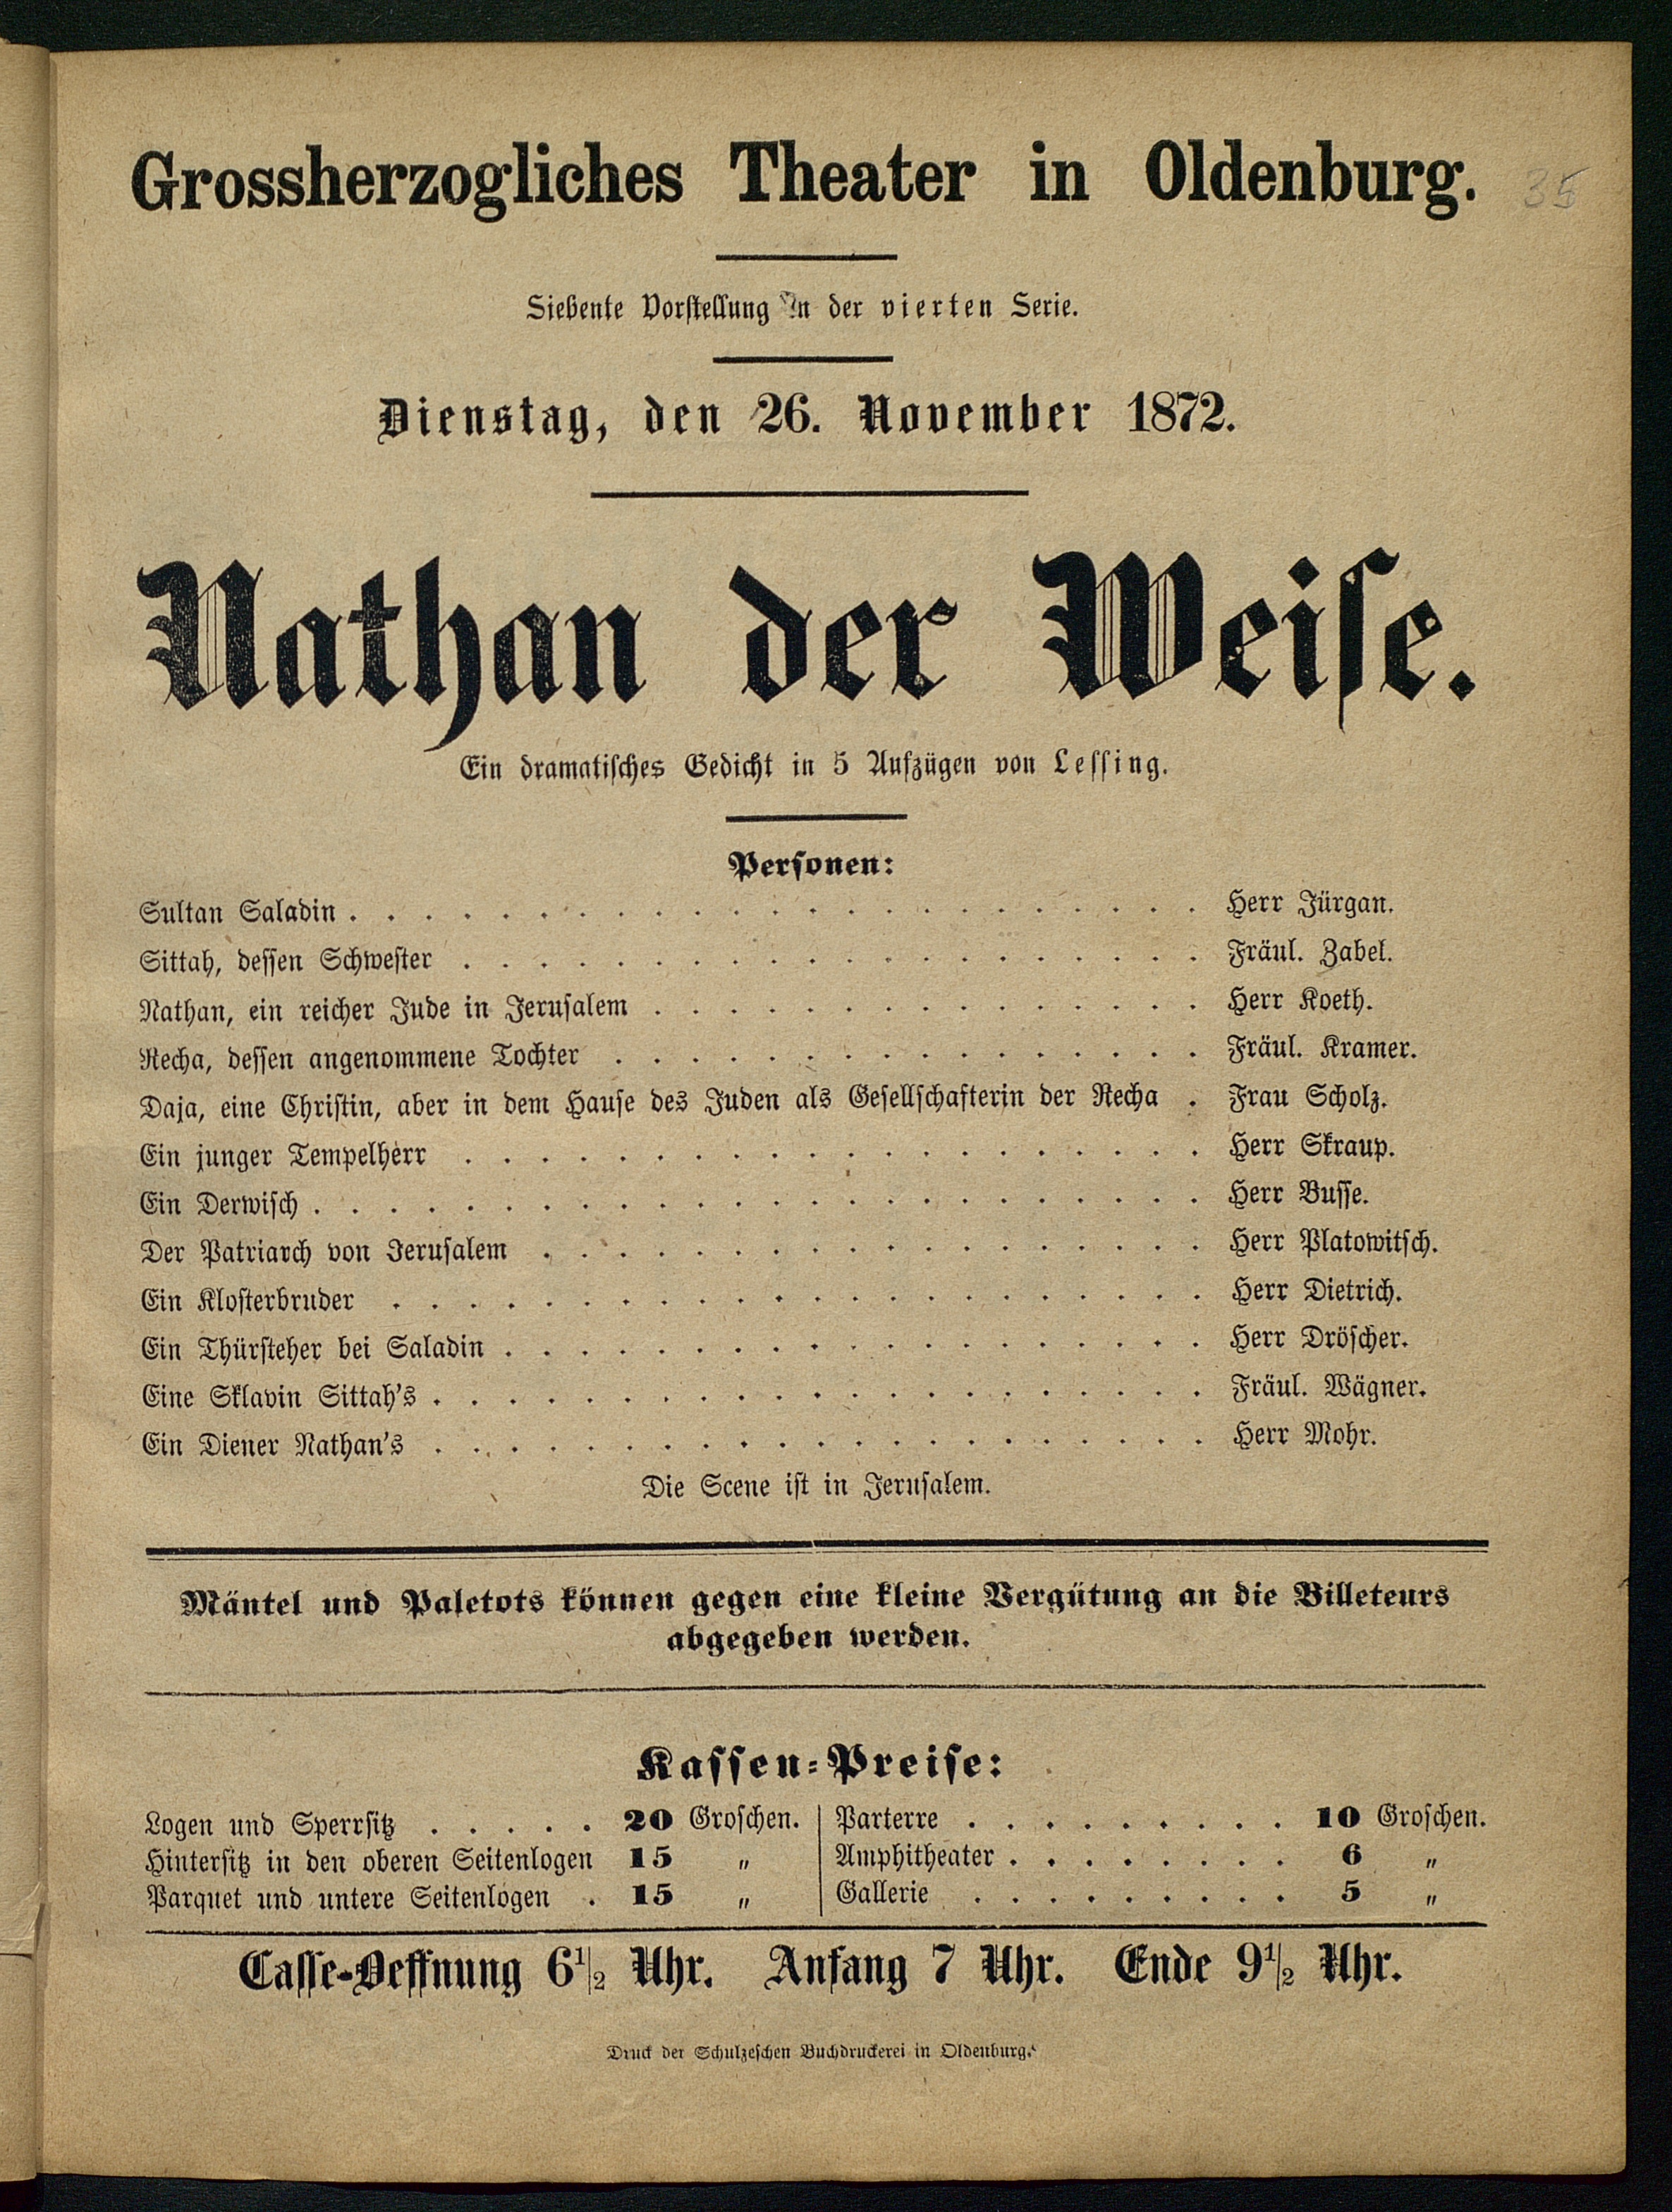 Grossherzogliches Theater in Oldenburg.
35
Siebente Vorstellung in der vierten Serie.
Dienstag, den 26. November 1872.
Nathan der Weise.
Ein dramatisches Gedicht in 5 Aufzügen von Lessing.
Personen:
Sultan Saladin . . . . . . . . . . . . . . . . . . . . . . . Herr Jürgan.
Sittah, dessen Schwester . . . . . . . . . . . . . . . . . . . . Fräul. Zabel.
Nathan, ein reicher Jude in Jerusalem . . . . . . . . . . . . . . . Herr Koeth.
Recha, dessen angenommene Tochter . . . . . . . . . . . . . . . . Fräul. Kramer.
Daja, eine Christin, aber in dem Hause des Juden als Gesellschafterin der Recha . Frau Scholz.
Ein junger Tempelherr . . . . . . . . . . . . . . . . . . . . Herr Skraup.
Ein Derwisch . . . . . . . . . . . . . . . . . . . . . . . . Herr Busse.
Der Patriarch von Jerusalem . . . . . . . . . . . . . . . . . . Herr Platowitsch.
Ein Klosterbruder . . . . . . . . . . . . . . . . . . . . . . Herr Dietrich.
Ein Thürsteher bei Saladin . . . . . . . . . . . . . . . . . . . Herr Dröscher.
Eine Sklavin Sittah's . . . . . . . . . . . . . . . . . . . . . Fräul. Wägner.
Ein Diener Nathan's . . . . . . . . . . . . . . . . . . . . . Herr Mohr.
Die Scene ist in Jerusalem.
Mäntel und Paletots können gegen eine kleine Vergütung an die Billeteurs
abgegeben werden.
Kassen-Preise:
Logen und Sperrsitz . . . . . 20 Groschen. | Parterre . . . . . . . . . 10 Groschen.
Hintersitz in den oberen Seitenlogen 15 " | Amphitheater . . . . . . . . 6 "
Parquet und untere Seitenlogen . 15 " | Gallerie . . . . . . . . . 5 "
Casse-Oeffnung 6½ Uhr. Anfang 7 Uhr. Ende 9½ Uhr.
Druck der Schulzeschen Buchdruckerei in Oldenburg.